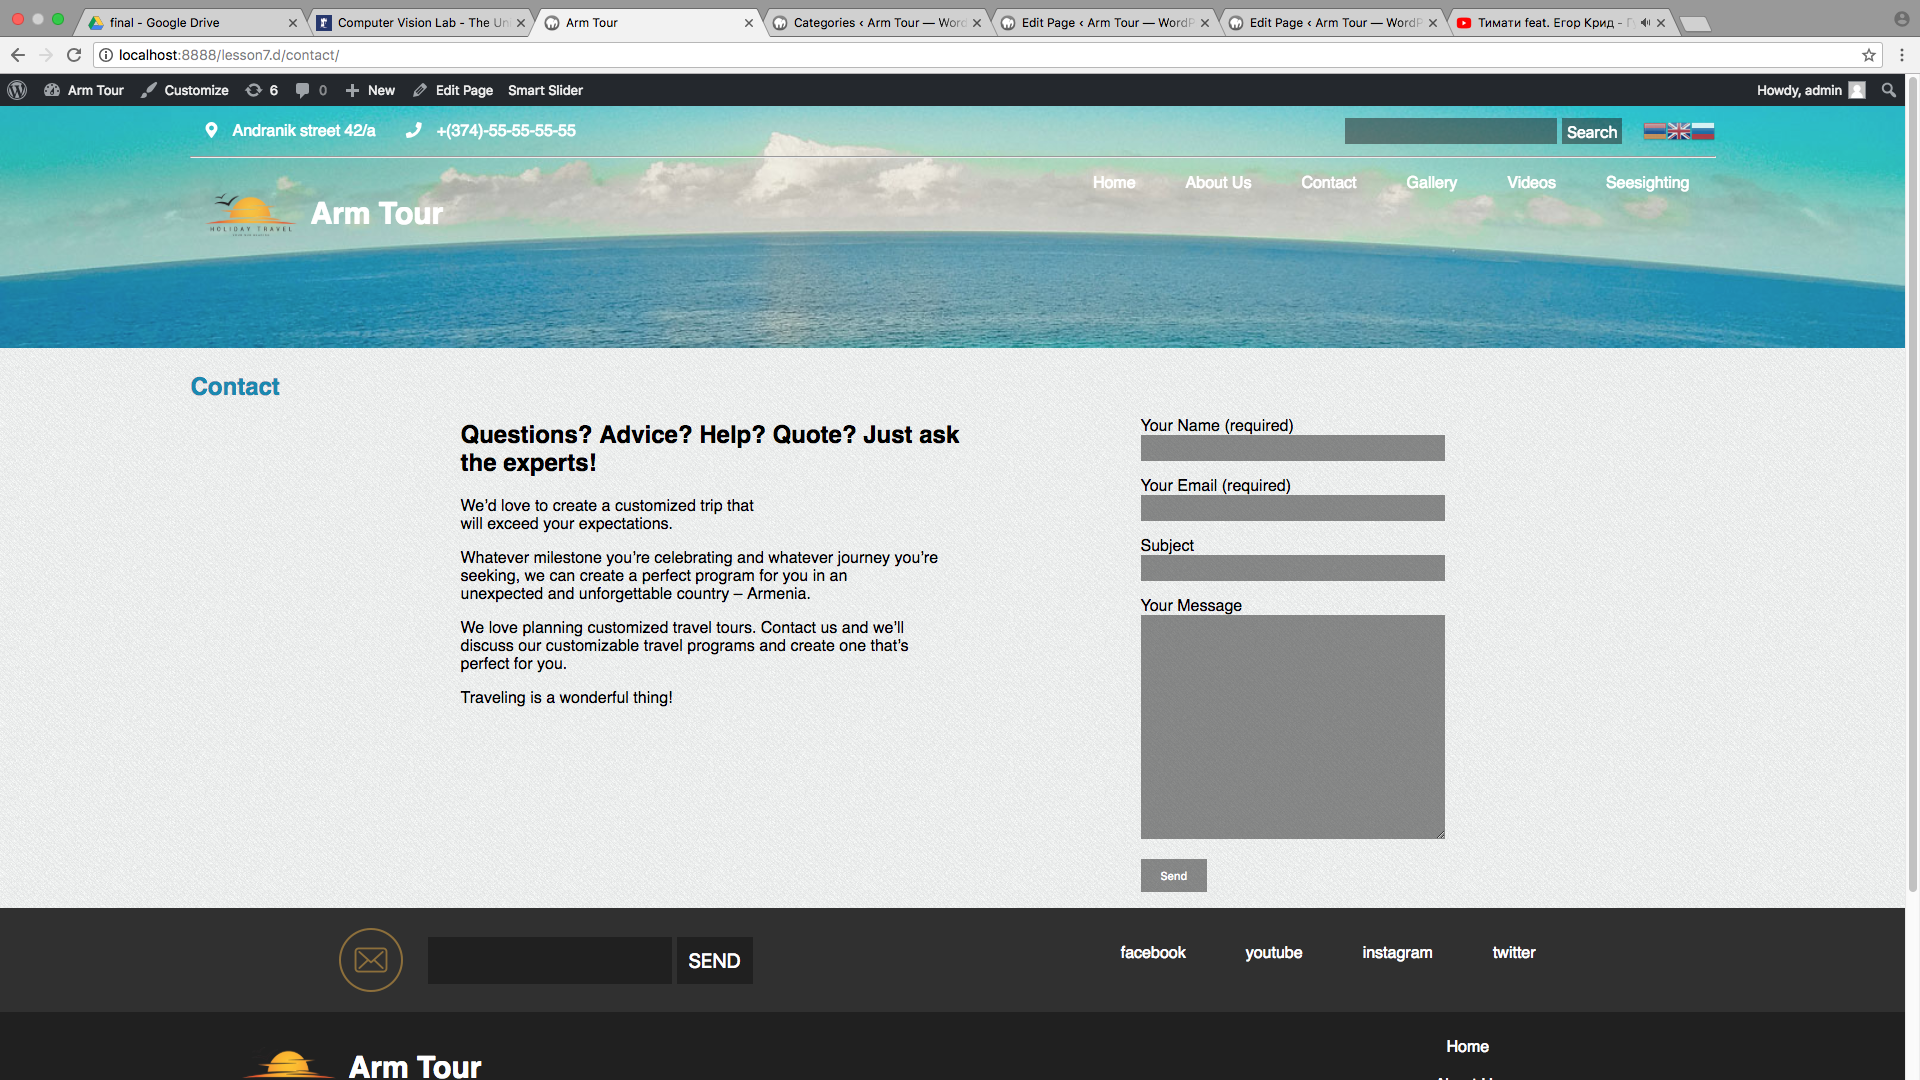 final - Google Drive
Computer Vision Lab - The Uni
Arm Tour
Categories ‹ Arm Tour — Word
Edit Page ‹ Arm Tour — WordP
Edit Page ‹ Arm Tour — WordP
Тимати feat. Егор Крид - Гу
localhost:8888/lesson7.d/contact/
Arm Tour
Customize
6
0
New
Edit Page
Smart Slider
Howdy, admin
Andranik street 42/a
+(374)-55-55-55-55
Search
Home
About Us
Contact
Gallery
Videos
Seesighting
HOLIDAY TRAVEL
Arm Tour
Contact
Questions? Advice? Help? Quote? Just ask
the experts!
We’d love to create a customized trip that
will exceed your expectations.
Whatever milestone you’re celebrating and whatever journey you’re
seeking, we can create a perfect program for you in an
unexpected and unforgettable country – Armenia.
We love planning customized travel tours. Contact us and we’ll
discuss our customizable travel programs and create one that’s
perfect for you.
Traveling is a wonderful thing!
Your Name (required)
Your Email (required)
Subject
Your Message
Send
SEND
facebook
youtube
instagram
twitter
Arm Tour
Home